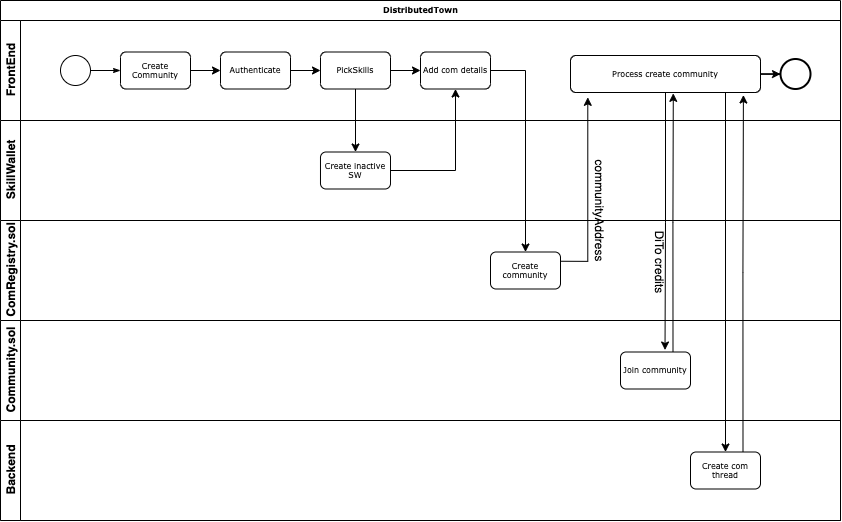 DistributedTown
FrontEnd
Create
Community
Authenticate
PickSkills
Add com details
Process create community
SkillWallet
Create inactive
SW
communityAddress
ComRegistry.sol
Create
community
DiTo credits
Community.sol
Join community
Backend
Create com
thread